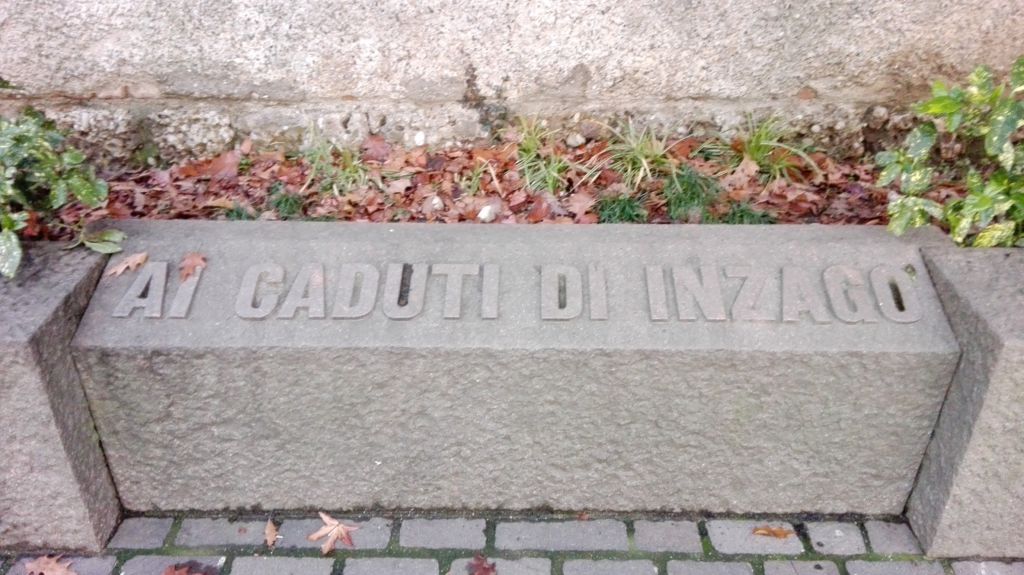 AI CADUTI DI INZAGO